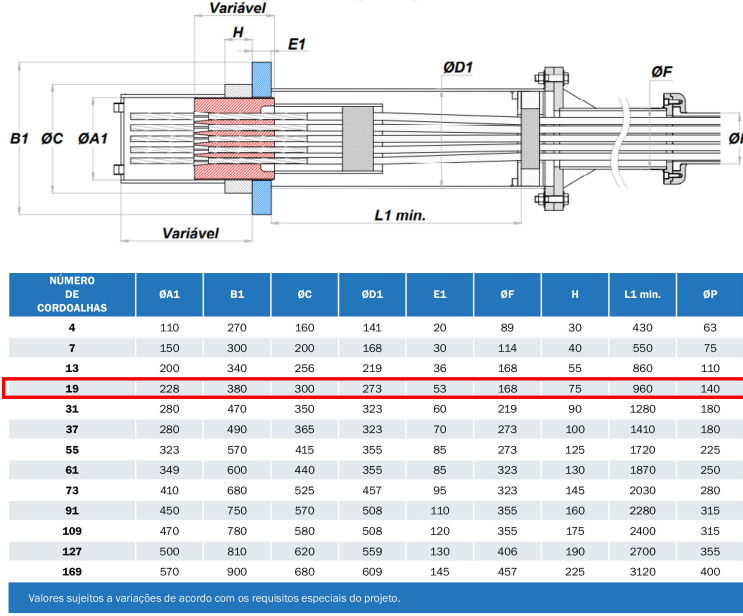 Variável
H
E1
ØD1
ØF
B1 ØC ØA1
L1 min.
Variável
NÚMERO DE CORDOALHAS ØA1 B1 ØC ØD1 E1 ØF H L1 min. ØP
4 110 270 160 141 20 89 30 430 63
7 150 300 200 168 30 114 40 550 75
13 200 340 256 219 36 168 55 860 110
19 228 380 300 273 53 168 75 960 140
31 280 470 350 323 60 219 90 1280 180
37 280 490 365 323 70 273 100 1410 180
55 323 570 415 355 85 273 125 1720 225
61 349 600 440 355 85 323 130 1870 250
73 410 680 525 457 95 323 145 2030 280
91 450 750 570 508 110 355 160 2280 315
109 470 780 580 508 120 355 175 2400 315
127 500 810 620 559 130 406 190 2700 355
169 570 900 680 609 145 457 225 3120 400
Valores sujeitos a variações de acordo com os requisitos especiais do projeto.